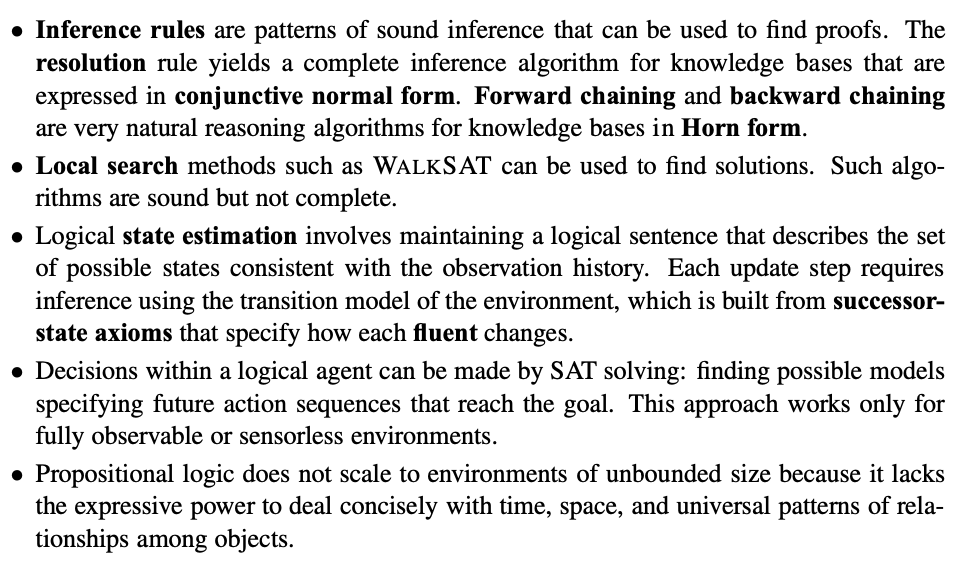 • Inference rules are patterns of sound inference that can be used to find proofs. The
resolution rule yields a complete inference algorithm for knowledge bases that are
expressed in conjunctive normal form. Forward chaining and backward chaining
are very natural reasoning algorithms for knowledge bases in Horn form.
• Local search methods such as WALKSAT can be used to find solutions. Such algo-
rithms are sound but not complete.
• Logical state estimation involves maintaining a logical sentence that describes the set
of possible states consistent with the observation history. Each update step requires
inference using the transition model of the environment, which is built from successor-
state axioms that specify how each fluent changes.
• Decisions within a logical agent can be made by SAT solving: finding possible models
specifying future action sequences that reach the goal. This approach works only for
fully observable or sensorless environments.
• Propositional logic does not scale to environments of unbounded size because it lacks
the expressive power to deal concisely with time, space, and universal patterns of rela-
tionships among objects.